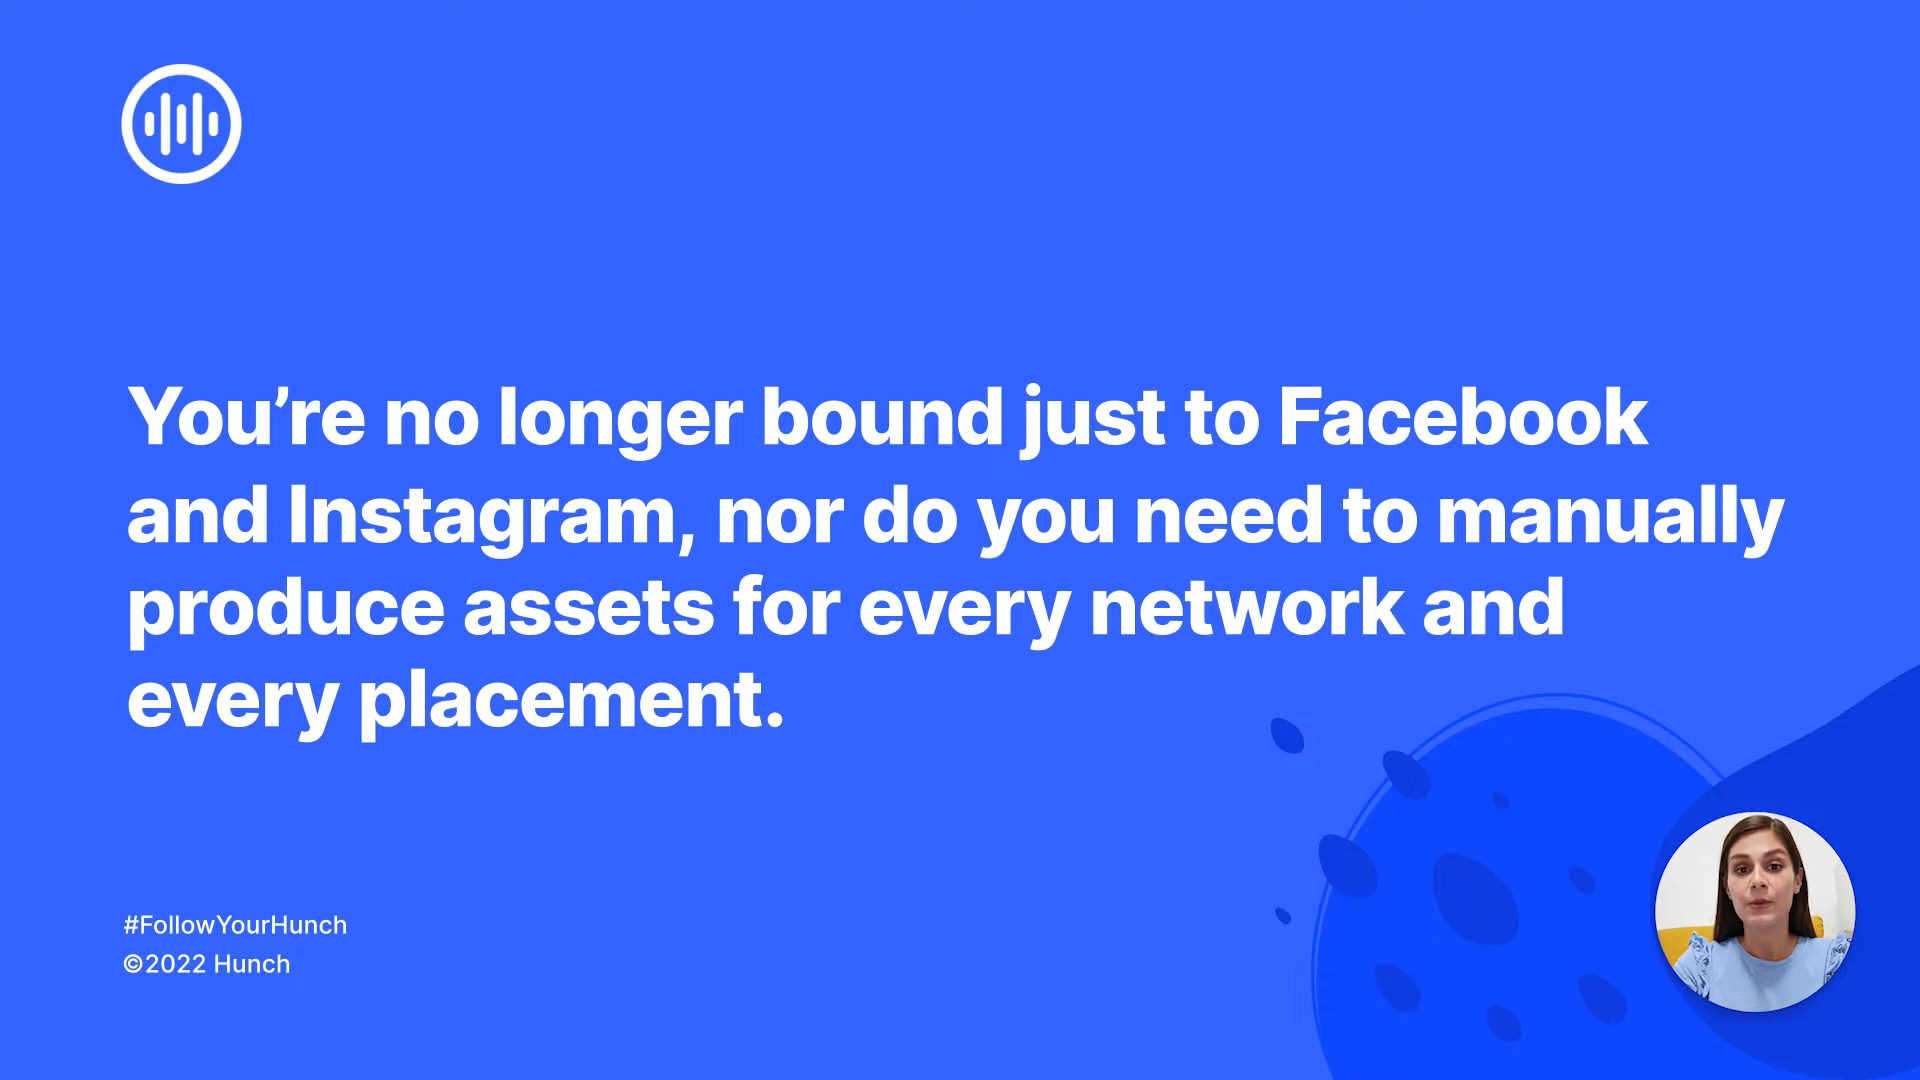 You’re no longer bound just to Facebook
and Instagram, nor do you need to manually
produce assets for every network and
every placement.
#FollowYourHunch
©2022 Hunch